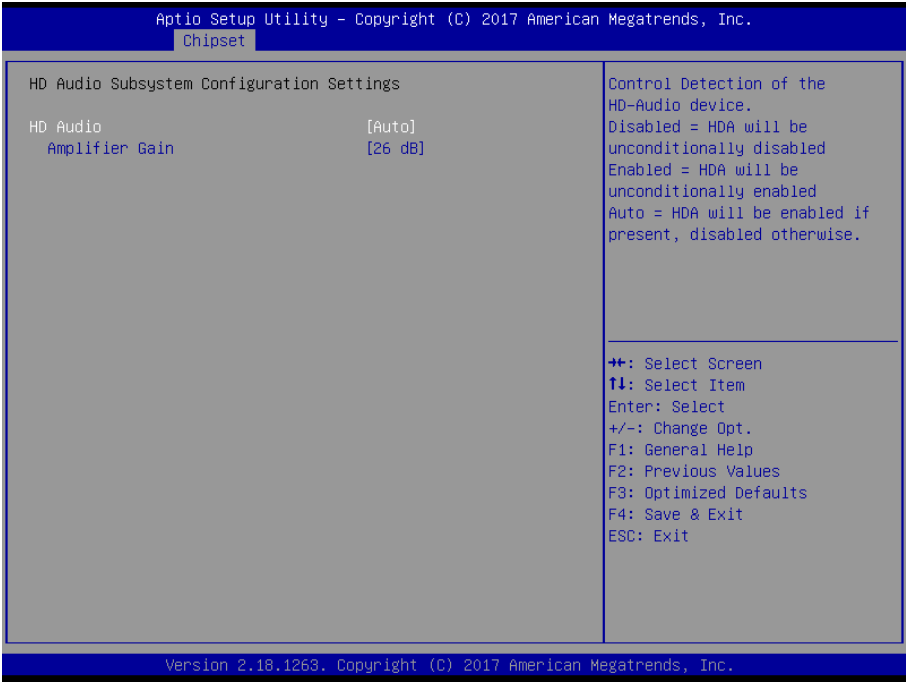 Aptio Setup Utility – Copyright (C) 2017 American Megatrends, Inc.
Chipset
HD Audio Subsystem Configuration Settings
HD Audio [Auto]
Amplifier Gain [26 dB]
Control Detection of the
HD-Audio device.
Disabled = HDA will be
unconditionally disabled
Enabled = HDA will be
unconditionally enabled
Auto = HDA will be enabled if
present, disabled otherwise.
→←: Select Screen
↑↓: Select Item
Enter: Select
+/-: Change Opt.
F1: General Help
F2: Previous Values
F3: Optimized Defaults
F4: Save & Exit
ESC: Exit
Version 2.18.1263. Copyright (C) 2017 American Megatrends, Inc.